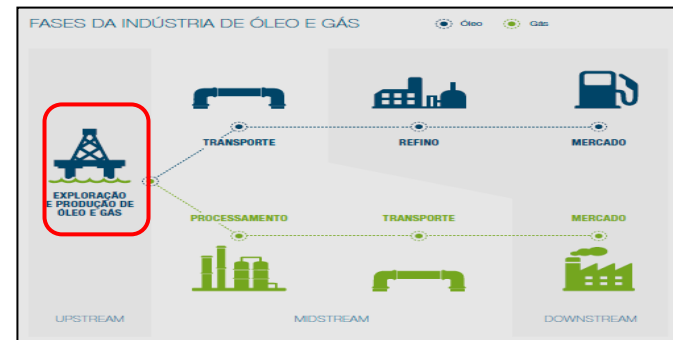 FASES DA INDÚSTRIA DE ÓLEO E GÁS
Óleo
Gás
TRANSPORTE
REFINO
MERCADO
EXPLORAÇÃO
E PRODUÇÃO DE
ÓLEO E GÁS
PROCESSAMENTO
TRANSPORTE
MERCADO
UPSTREAM
MIDSTREAM
DOWNSTREAM